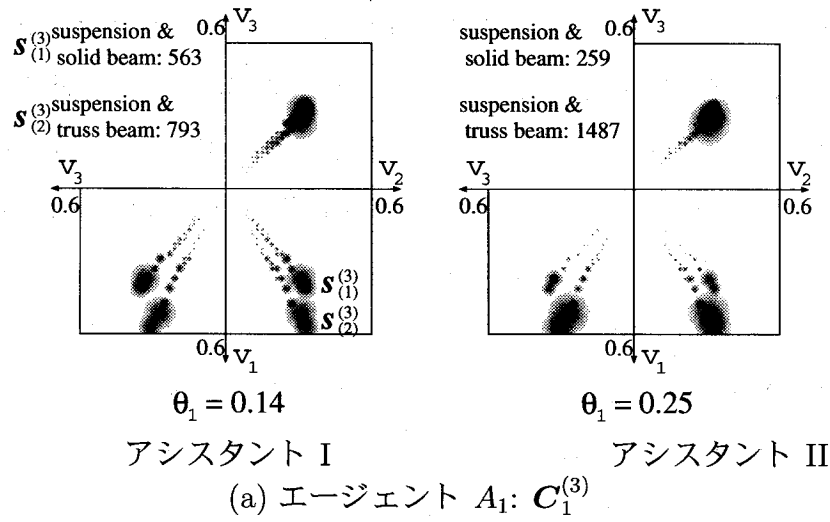 V₃
0.6
s₍₁₎⁽³⁾ suspension &
solid beam: 563
s₍₂₎⁽³⁾ suspension &
truss beam: 793
V₃
V₂
0.6
0.6
s₍₁₎⁽³⁾
s₍₂₎⁽³⁾
0.6
V₁
θ₁ = 0.14
アシスタント I
V₃
0.6
suspension &
solid beam: 259
suspension &
truss beam: 1487
V₃
V₂
0.6
0.6
0.6
V₁
θ₁ = 0.25
アシスタント II
(a) エージェント A₁: C₁⁽³⁾